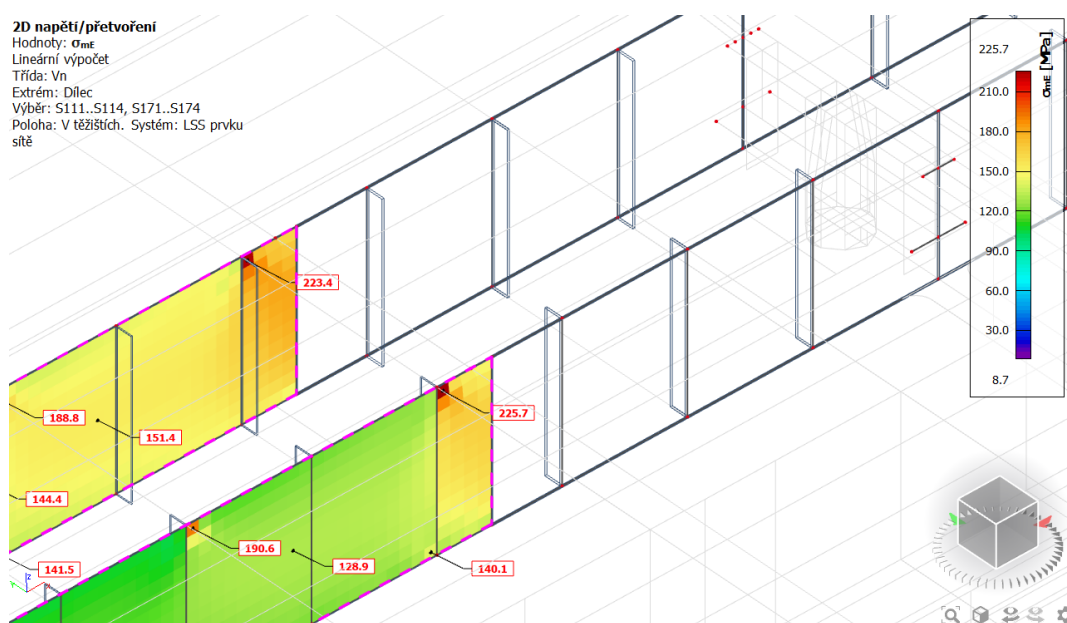 2D napětí/přetvoření
Hodnoty: σmE
Lineární výpočet
Třída: Vn
Extrém: Dílec
Výběr: S111..S114, S171..S174
Poloha: V těžištích. Systém: LSS prvku
sítě
225.7
σmE [MPa]
210.0
180.0
150.0
120.0
90.0
60.0
30.0
8.7
223.4
188.8
151.4
225.7
144.4
190.6
128.9
140.1
141.5
Z